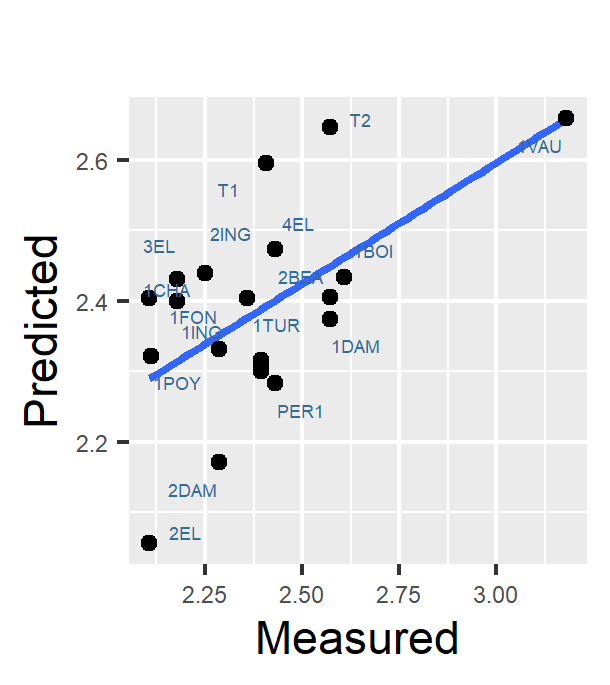 T2
1VAU
2.6
T1
4EL
2ING
3EL
1BOI
2BEA
1CHA
2.4
1FON
1TUR
1ING
1DAM
1POY
PER1
2.2
2DAM
2EL
Predicted
2.25
2.50
2.75
3.00
Measured